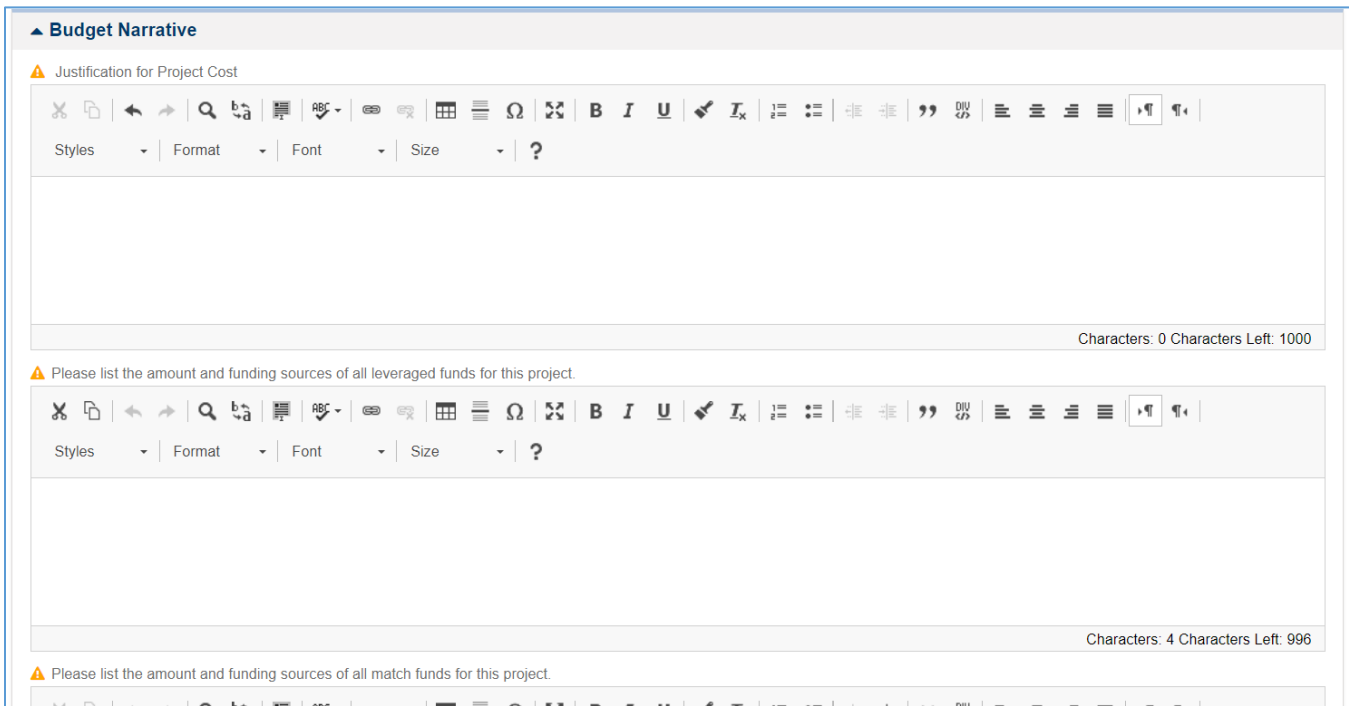 Budget Narrative
Justification for Project Cost
Styles Format Font Size ?
Characters: 0 Characters Left: 1000
Please list the amount and funding sources of all leveraged funds for this project.
Styles Format Font Size ?
Characters: 4 Characters Left: 996
Please list the amount and funding sources of all match funds for this project.